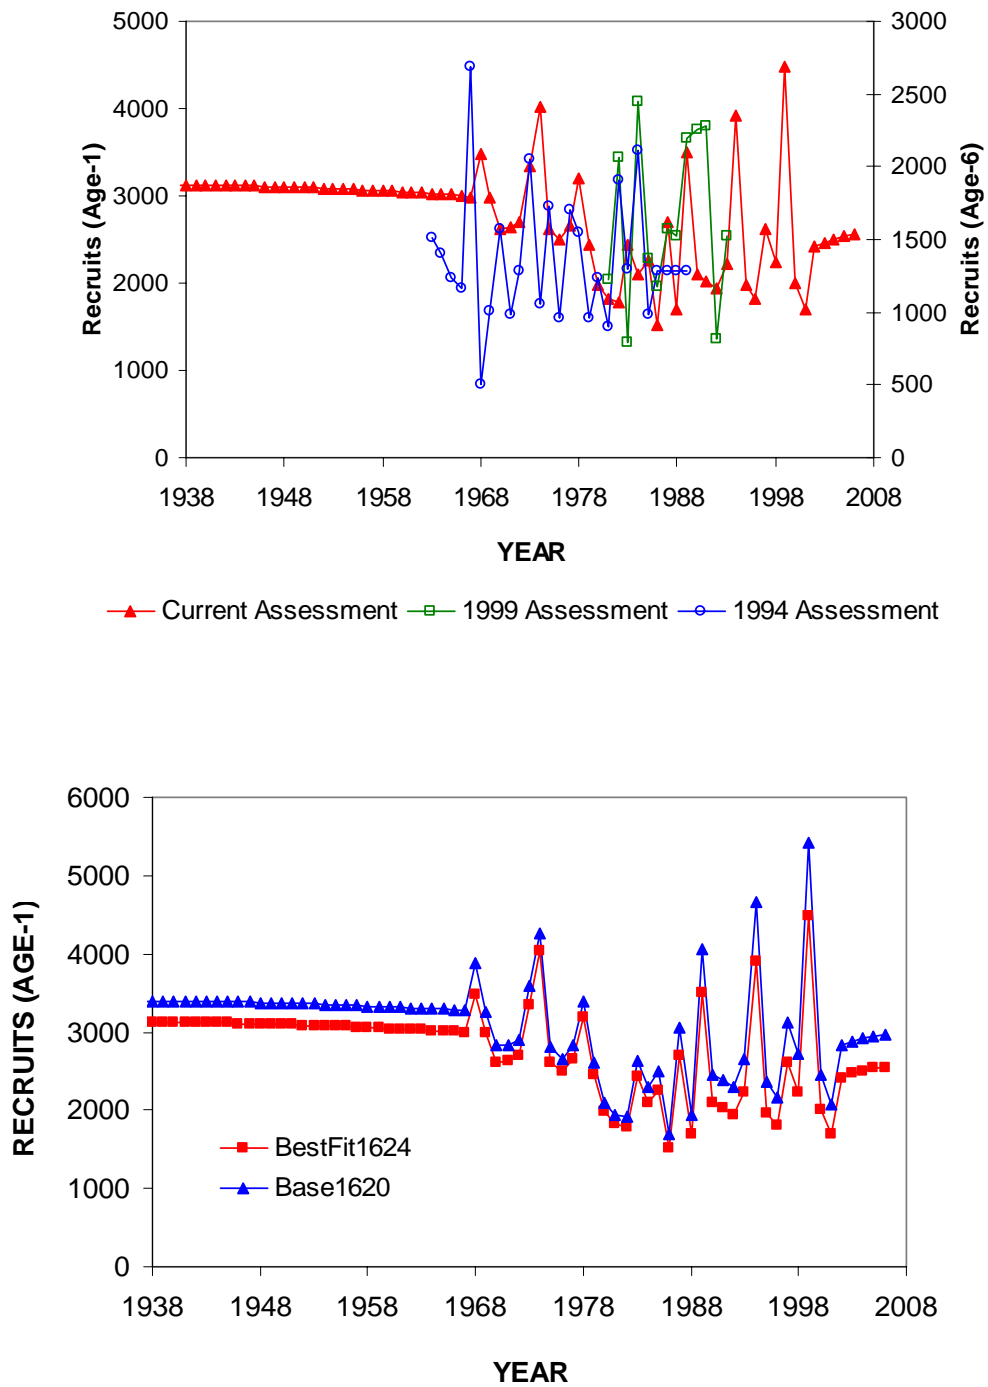 5000 3000
4000 2500
3000 2000
2000 1500
1000 1000
0 500
0
Recruits (Age-1)
Recruits (Age-6)
1938 1948 1958 1968 1978 1988 1998 2008
YEAR
Current Assessment 1999 Assessment 1994 Assessment
6000
5000
4000
3000
2000
1000
0
RECRUITS (AGE-1)
BestFit1624
Base1620
1938 1948 1958 1968 1978 1988 1998 2008
YEAR